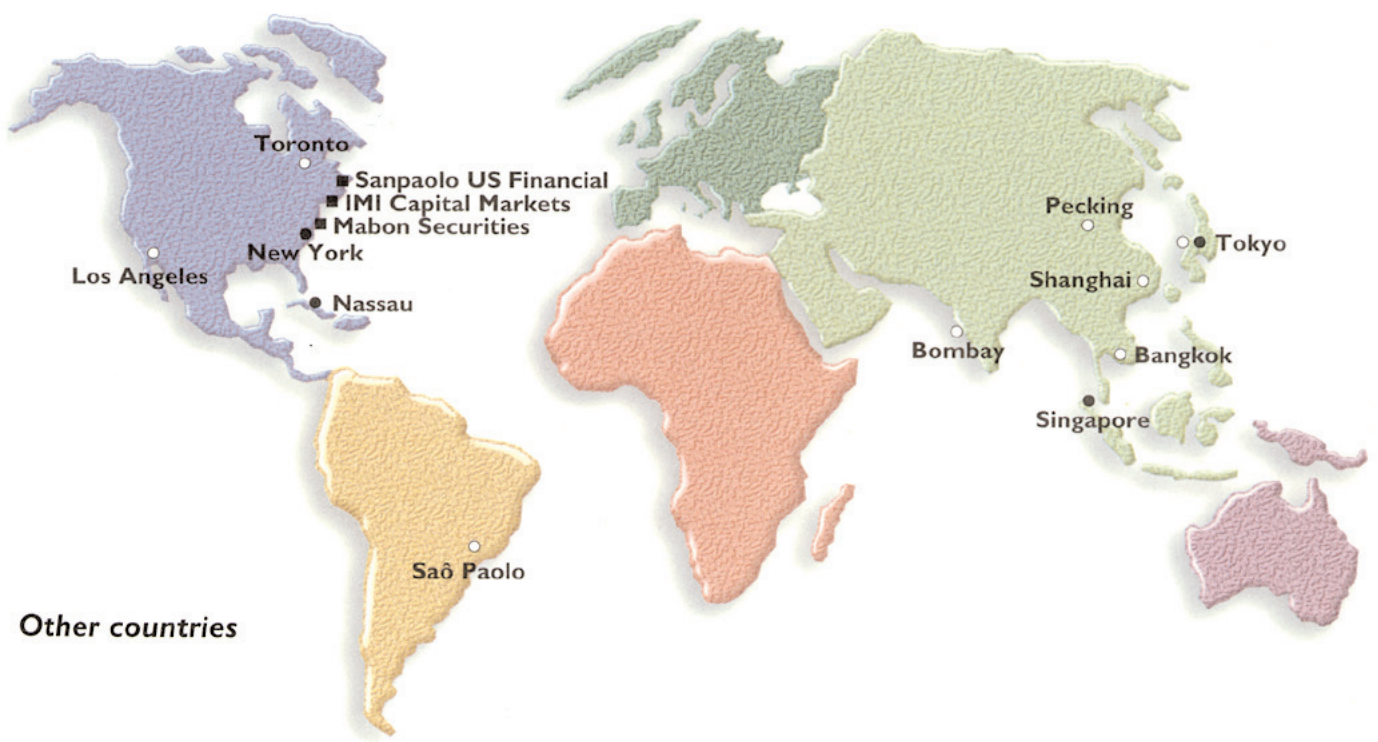 Toronto
Sanpaolo US Financial
IMI Capital Markets
Mabon Securities
New York
Los Angeles
Nassau
Pecking
Tokyo
Shanghai
Bombay
Bangkok
Singapore
Saô Paolo
Other countries